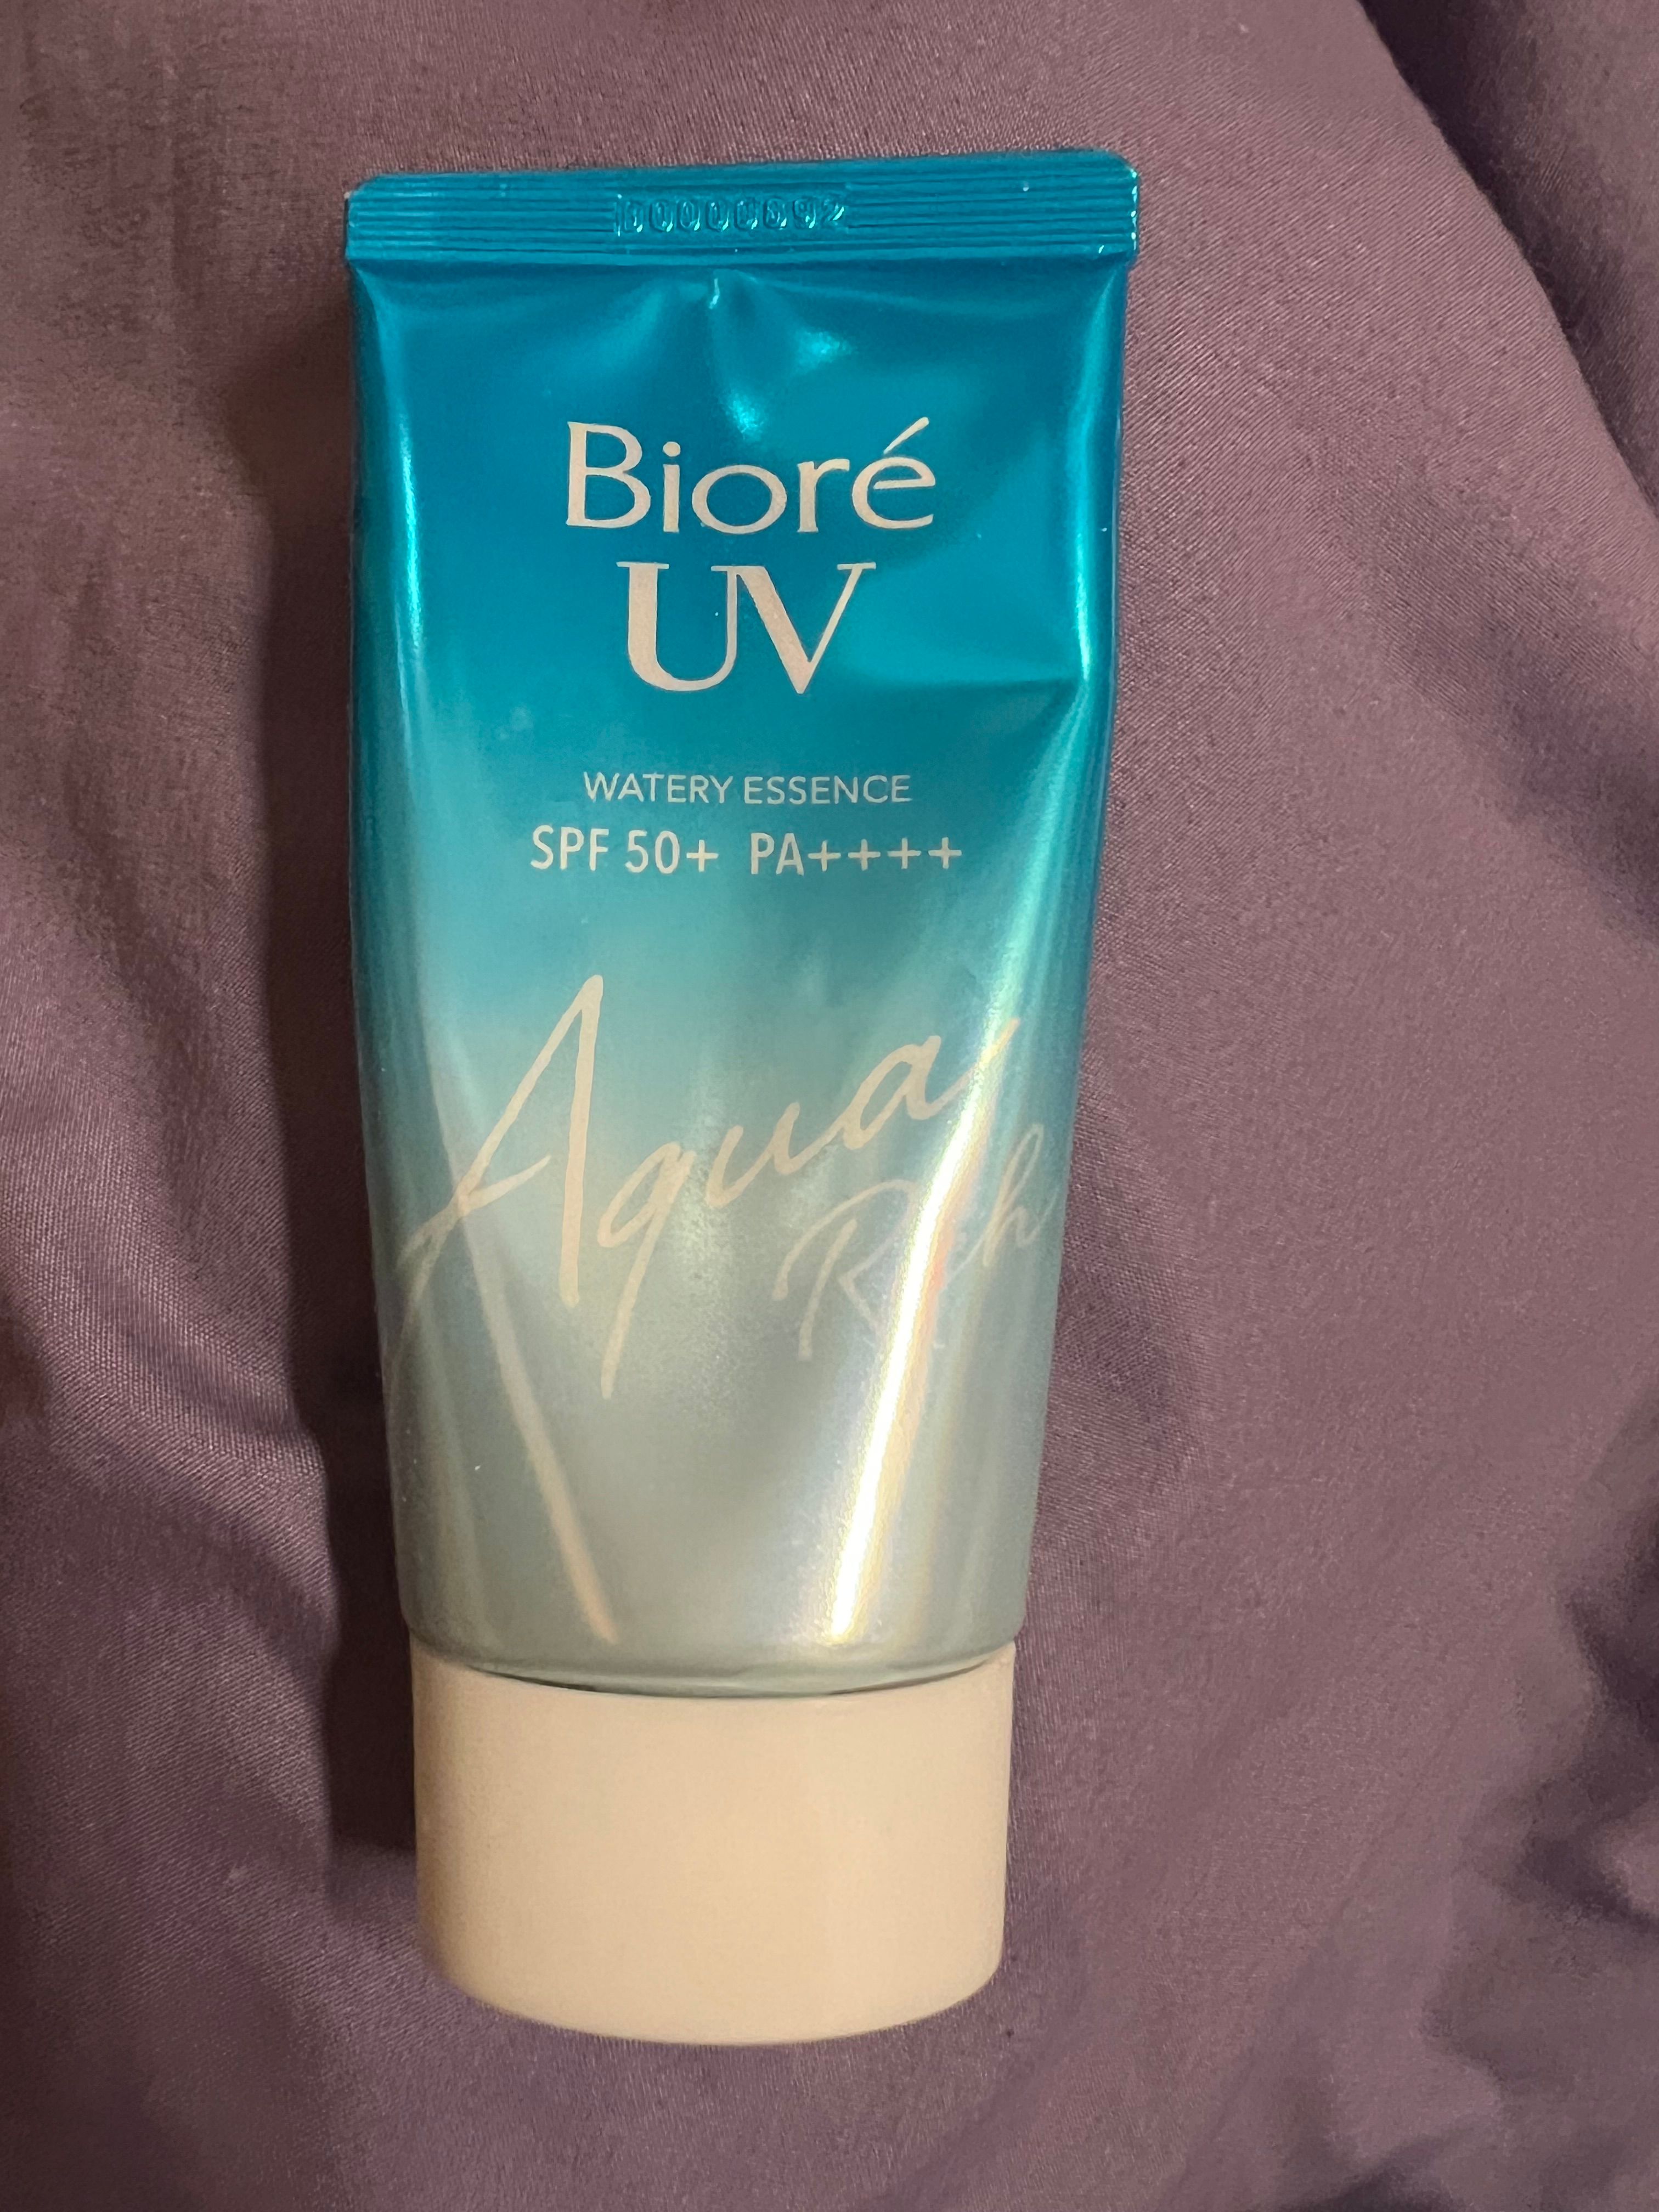 Bioré
UV
WATERY ESSENCE
SPF 50+ PA++++
Aqua
Rich